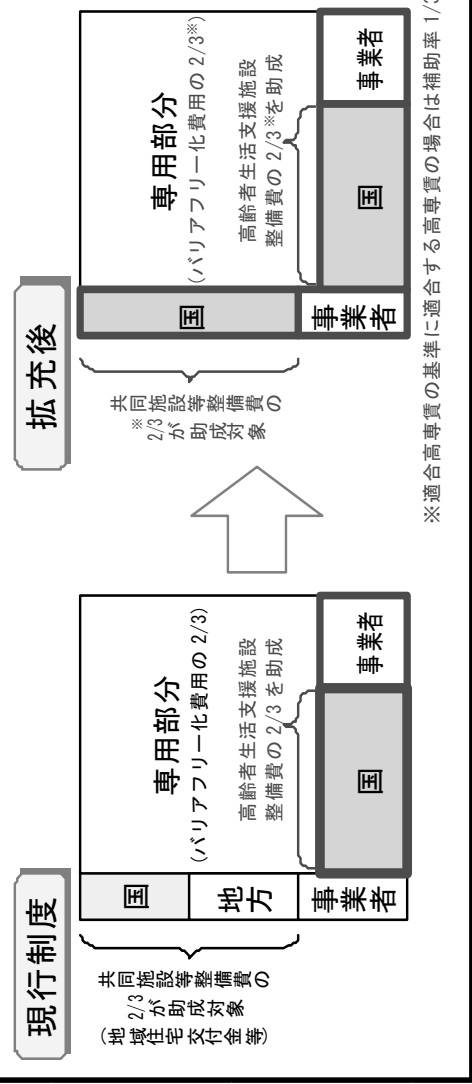 現行制度
共同施設等整備費の
2/3が助成対象
(地域住宅交付金等)
国
地方
事業者
専用部分
(バリアフリー化費用の2/3)
高齢者生活支援施設
整備費の2/3を助成
国
事業者
拡充後
共同施設等整備費の
2/3※が助成対象
国
事業者
専用部分
(バリアフリー化費用の2/3※)
高齢者生活支援施設
整備費の2/3※を助成
国
事業者
※適合高専賃の基準に適合する高専賃の場合は補助率1/3